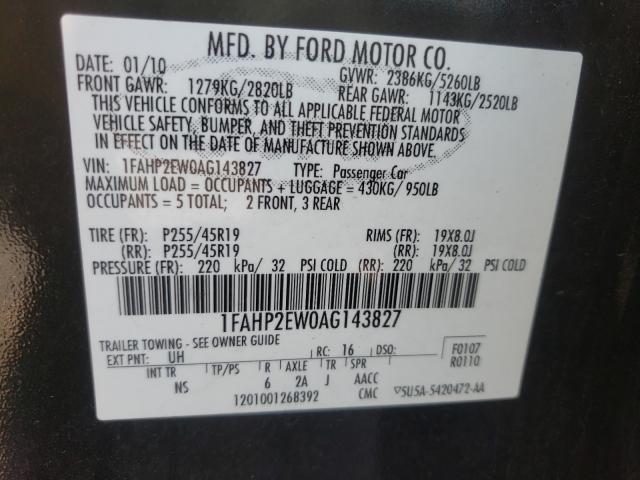 MFD. BY FORD MOTOR CO.
DATE: 01/10 GVWR: 2386KG/5260LB
FRONT GAWR: 1279KG/2820LB REAR GAWR: 1143KG/2520LB
THIS VEHICLE CONFORMS TO ALL APPLICABLE FEDERAL MOTOR
VEHICLE SAFETY, BUMPER, AND THEFT PREVENTION STANDARDS
IN EFFECT ON THE DATE OF MANUFACTURE SHOWN ABOVE.
VIN: 1FAHP2EW0AG143827 TYPE: Passenger Car
MAXIMUM LOAD = OCCUPANTS + LUGGAGE = 430KG/ 950LB
OCCUPANTS = 5 TOTAL: 2 FRONT, 3 REAR
TIRE (FR): P255/45R19 RIMS (FR): 19X8.0J
(RR): P255/45R19 (RR): 19X8.0J
PRESSURE (FR): 220 kPa/ 32 PSI COLD (RR): 220 kPa/ 32 PSI COLD
1FAHP2EW0AG143827
TRAILER TOWING - SEE OWNER GUIDE F0107
EXT PNT: UH RC: 16 DSO: R0110
INT TR TP/PS R AXLE TR SPR
NS 6 2A J AACC
1201001268392 CMC ▽5U5A-5420472-AA